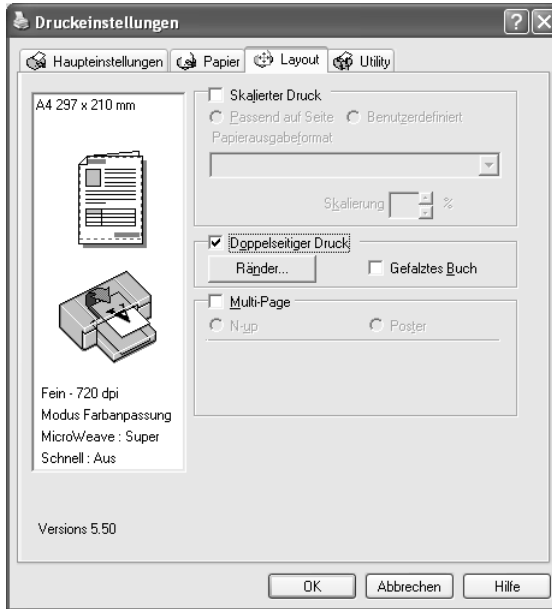 Druckeinstellungen
Haupteinstellungen Papier Layout Utility
A4 297 x 210 mm
Skalierter Druck
Passend auf Seite Benutzerdefiniert
Papierausgabeformat
Skalierung %
Doppelseitiger Druck
Ränder... Gefalztes Buch
Multi-Page
N-up Poster
Fein - 720 dpi
Modus Farbanpassung
MicroWeave : Super
Schnell : Aus
Versions 5.50
OK Abbrechen Hilfe